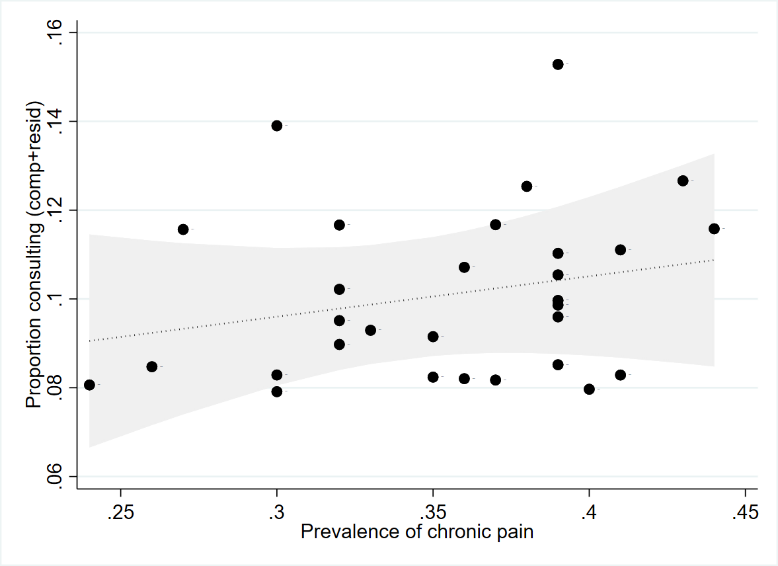 .16
.14
.12
.1
.08
.06
Proportion consulting (comp+resid)
.25 .3 .35 .4 .45
Prevalence of chronic pain